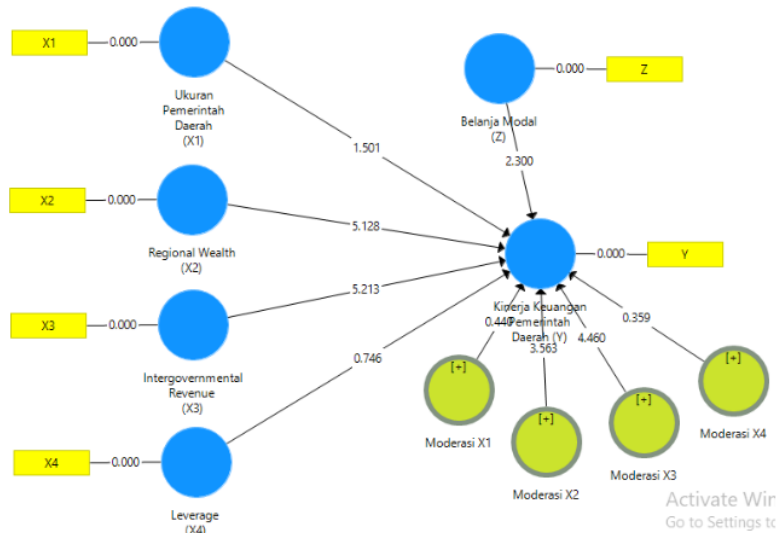 X1
0.000
Ukuran
Pemerintah
Daerah
(X1)
1.501
0.000
Z
Belanja Modal
(Z)
2.300
X2
0.000
Regional Wealth
(X2)
5.128
0.000
Y
Kinerja Keuangan
Pemerintah
Daerah (Y)
X3
0.000
Intergovernmental
Revenue
(X3)
5.213
X4
0.000
Leverage
(X4)
0.746
0.440
3.563
4.460
0.359
[+]
Moderasi X1
[+]
Moderasi X2
[+]
Moderasi X3
[+]
Moderasi X4
Activate Win
Go to Settings to